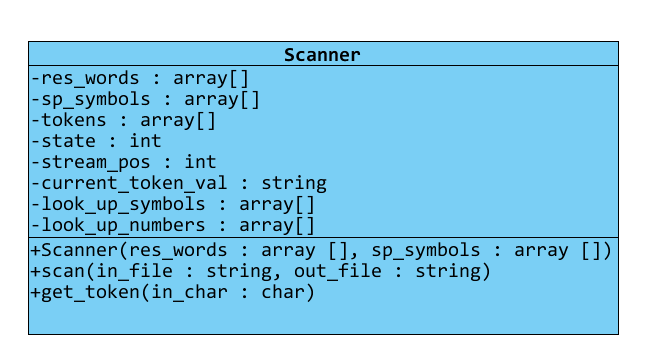 Scanner
-res_words : array[]
-sp_symbols : array[]
-tokens : array[]
-state : int
-stream_pos : int
-current_token_val : string
-look_up_symbols : array[]
-look_up_numbers : array[]
+Scanner(res_words : array [], sp_symbols : array [])
+scan(in_file : string, out_file : string)
+get_token(in_char : char)